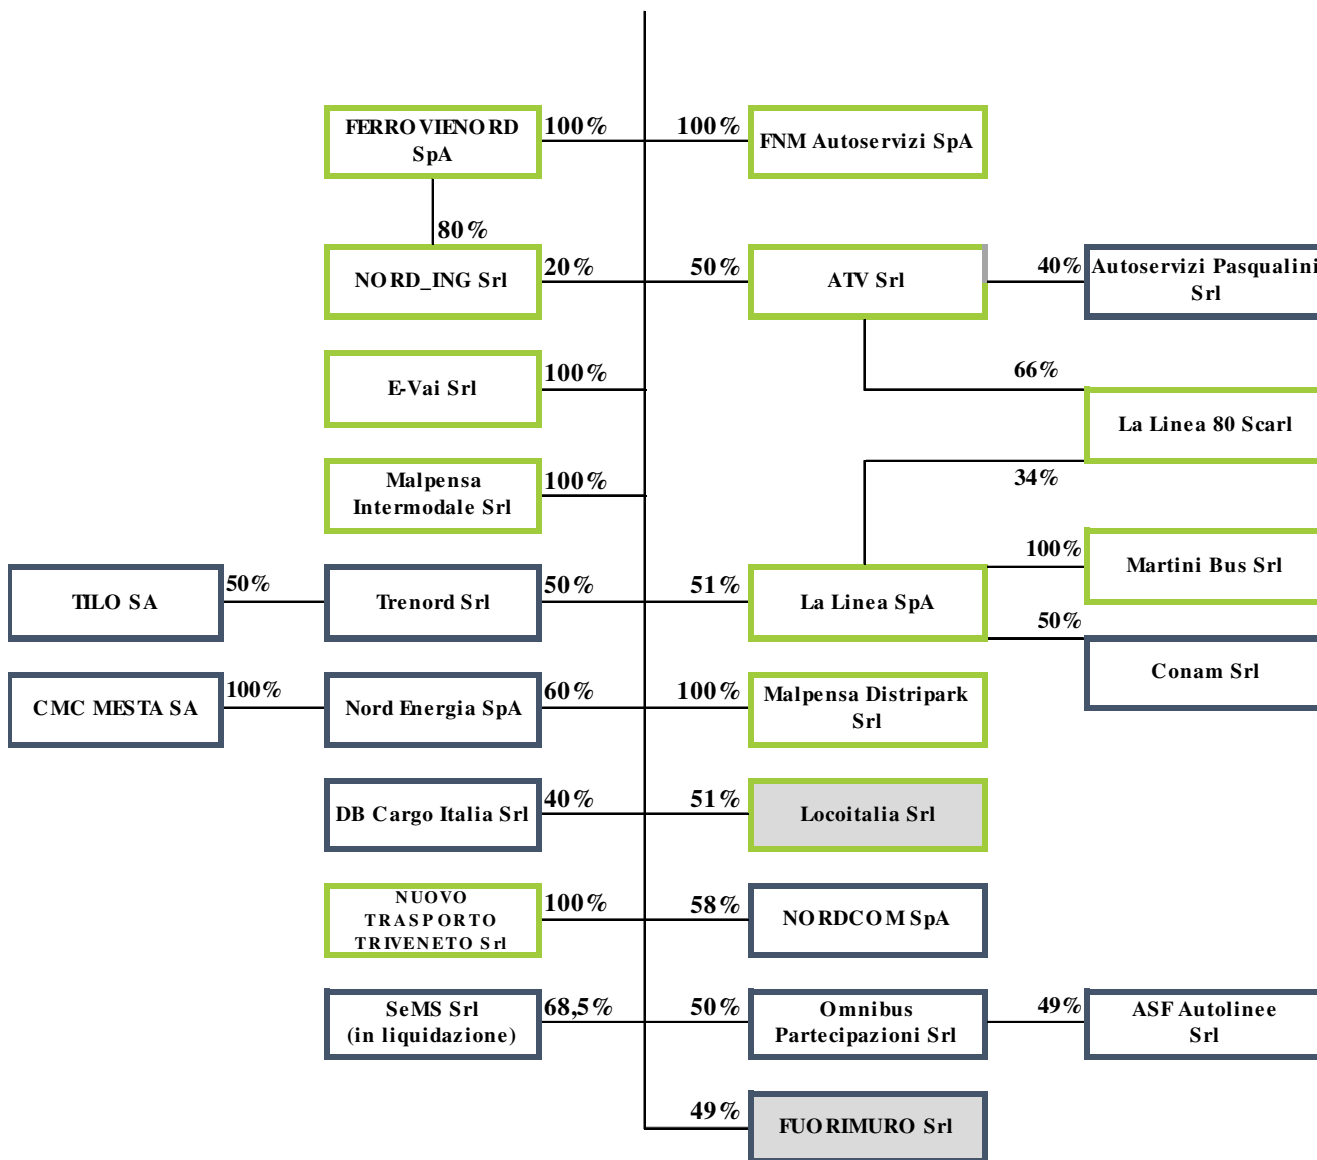 FERROVIENORD
SpA
100%
100%
FNM Autoservizi SpA
80%
NORD_ING Srl
20%
50%
ATV Srl
40%
Autoservizi Pasqualini
Srl
E-Vai Srl
100%
66%
La Linea 80 Scarl
Malpensa
Intermodale Srl
100%
34%
100%
Martini Bus Srl
TILO SA
50%
Trenord Srl
50%
51%
La Linea SpA
50%
Conam Srl
CMC MESTA SA
100%
Nord Energia SpA
60%
100%
Malpensa Distripark
Srl
DB Cargo Italia Srl
40%
51%
Locoitalia Srl
NUOVO
TRASPORTO
TRIVENETO Srl
100%
58%
NORDCOM SpA
SeMS Srl
(in liquidazione)
68,5%
50%
Omnibus
Partecipazioni Srl
49%
ASF Autolinee
Srl
49%
FUORIMURO Srl